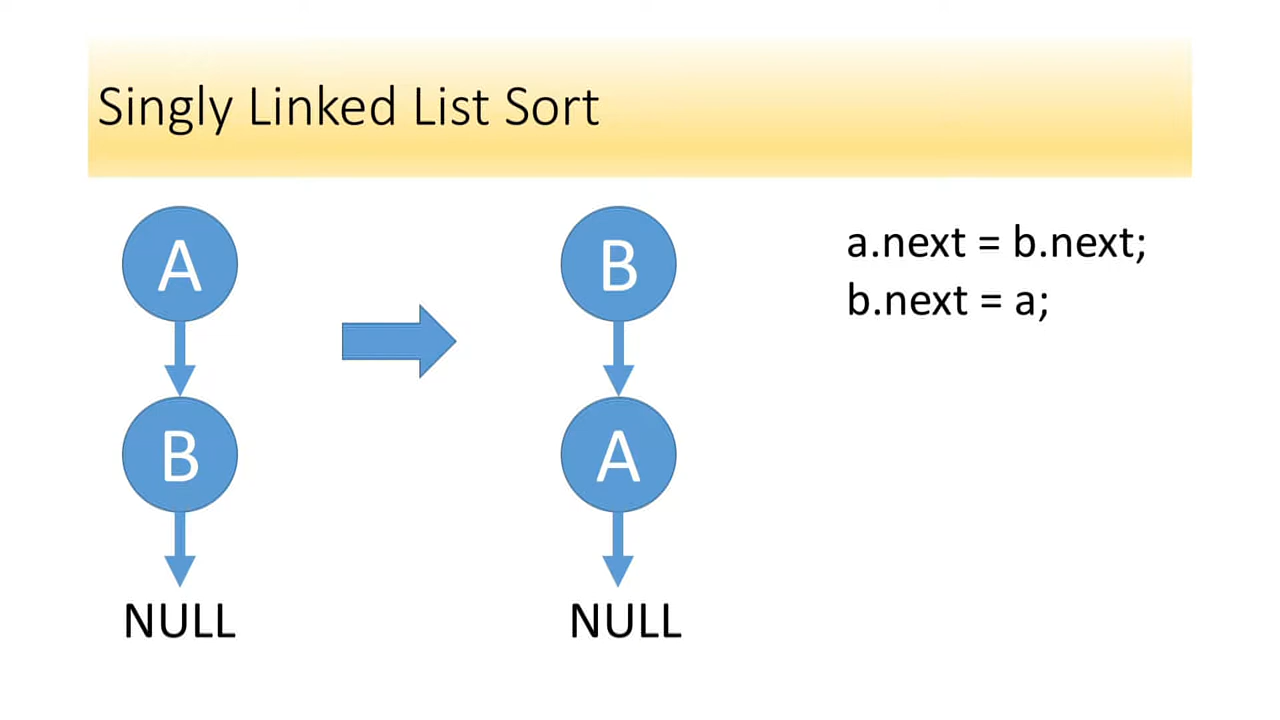 Singly Linked List Sort
A
B
NULL
B
A
NULL
a.next = b.next;
b.next = a;